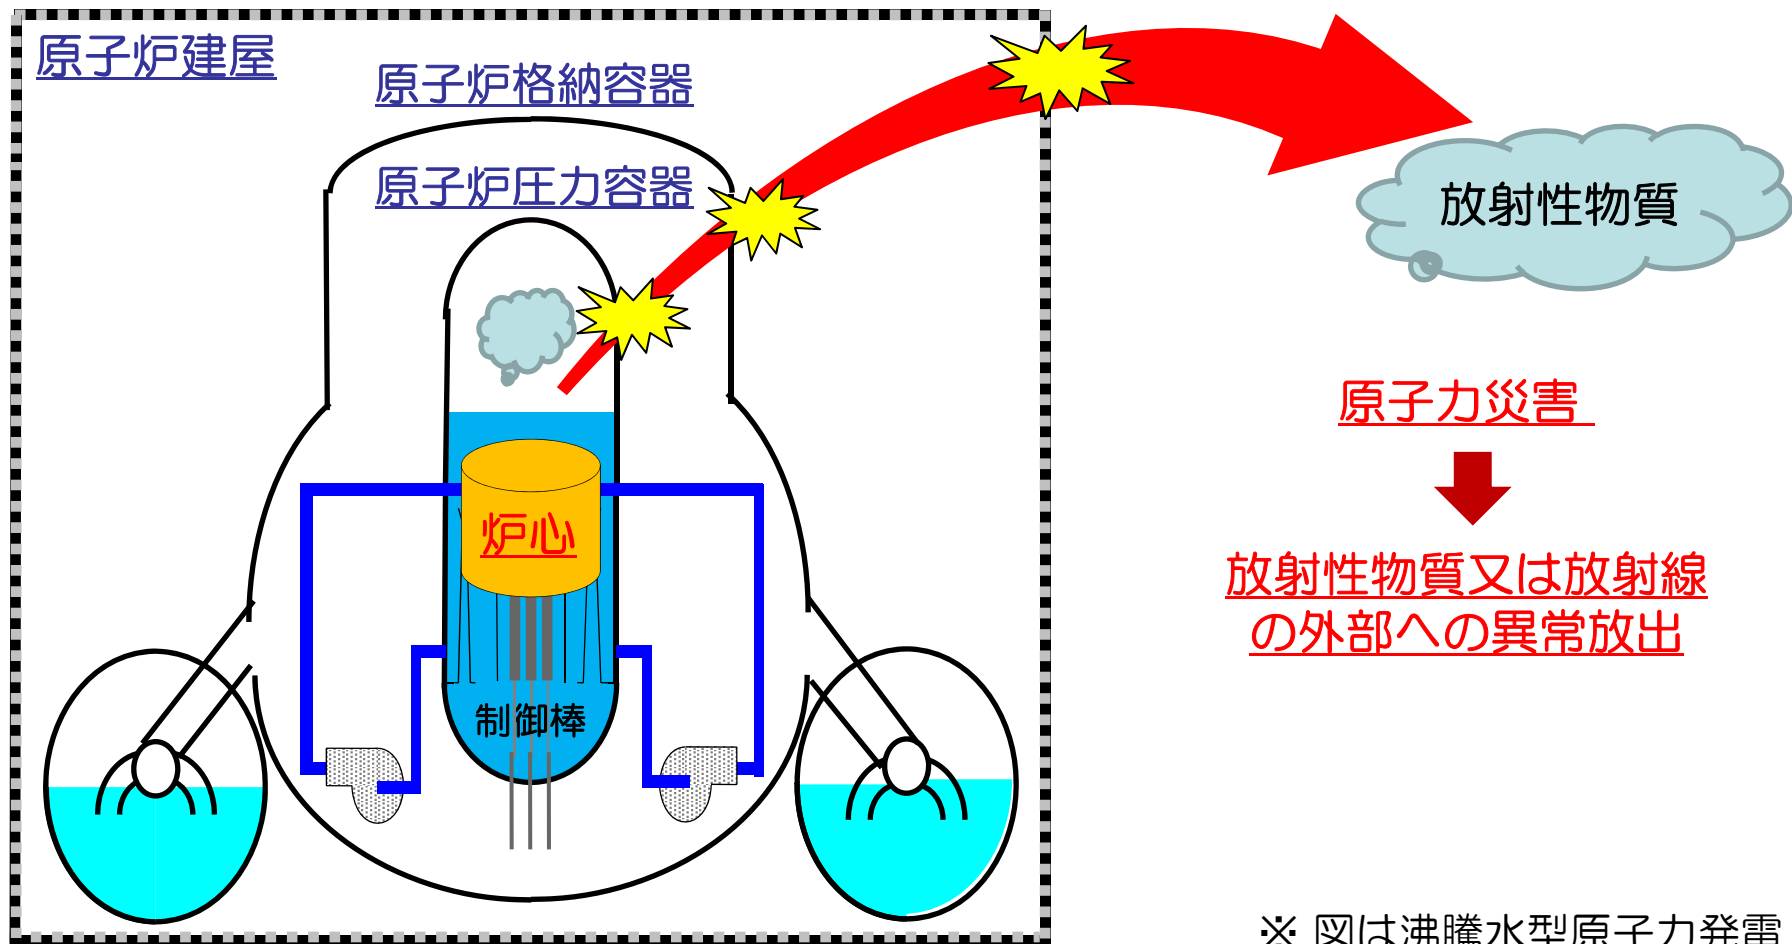 原子炉建屋
原子炉格納容器
原子炉圧力容器
放射性物質
原子力災害
炉心
放射性物質又は放射線
の外部への異常放出
制御棒
※ 図は沸騰水型原子力発電